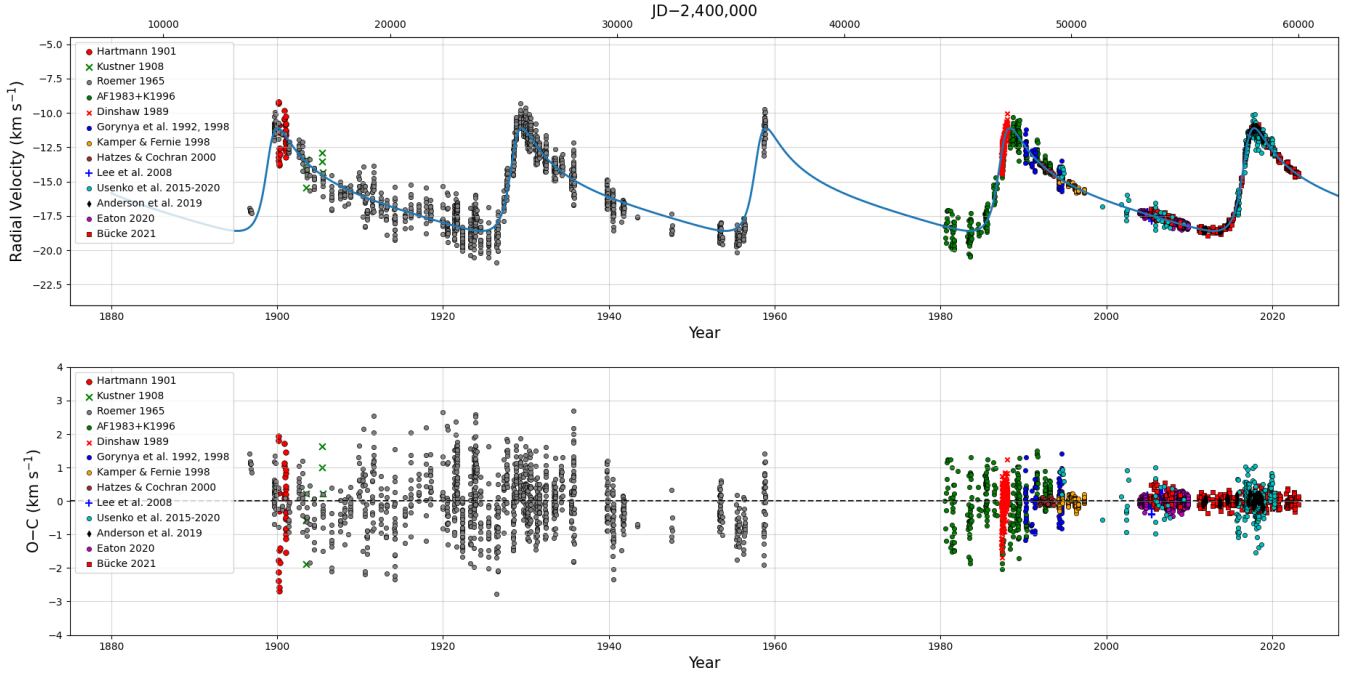 JD−2,400,000
10000 20000 30000 40000 50000 60000
Radial Velocity (km s⁻¹)
−5.0
−7.5
−10.0
−12.5
−15.0
−17.5
−20.0
−22.5
Hartmann 1901
Kustner 1908
Roemer 1965
AF1983+K1996
Dinshaw 1989
Gorynya et al. 1992, 1998
Kamper & Fernie 1998
Hatzes & Cochran 2000
Lee et al. 2008
Usenko et al. 2015-2020
Anderson et al. 2019
Eaton 2020
Bücke 2021
1880 1900 1920 1940 1960 1980 2000 2020
Year
O−C (km s⁻¹)
4
3
2
1
0
−1
−2
−3
−4
Hartmann 1901
Kustner 1908
Roemer 1965
AF1983+K1996
Dinshaw 1989
Gorynya et al. 1992, 1998
Kamper & Fernie 1998
Hatzes & Cochran 2000
Lee et al. 2008
Usenko et al. 2015-2020
Anderson et al. 2019
Eaton 2020
Bücke 2021
1880 1900 1920 1940 1960 1980 2000 2020
Year